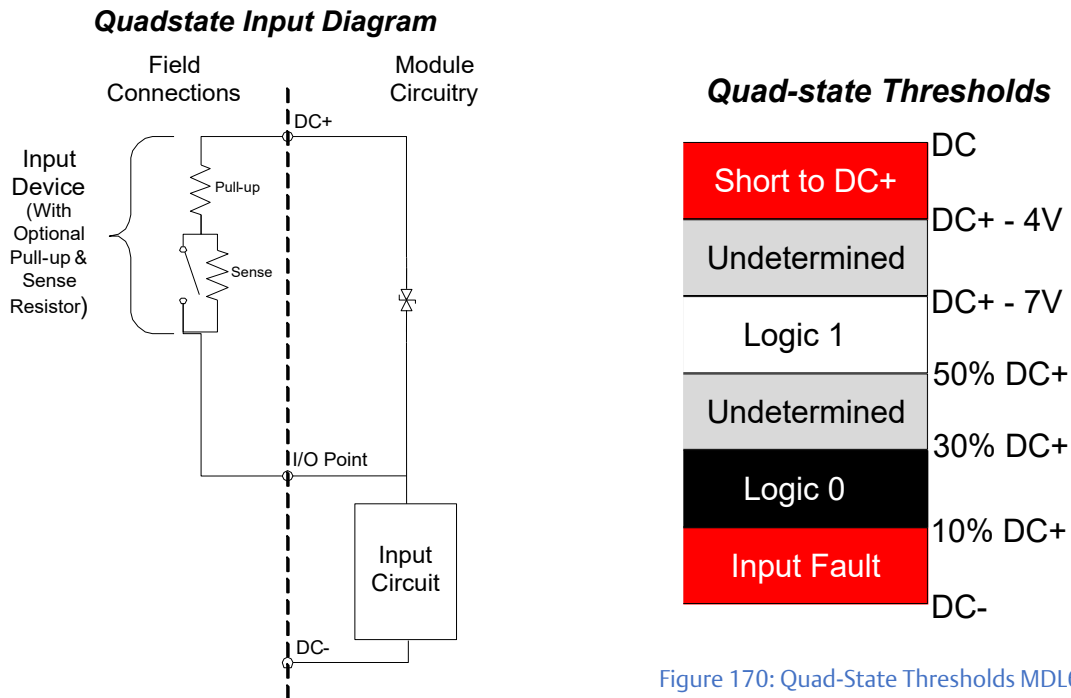 Quadstate Input Diagram
Field
Connections
Module
Circuitry
DC+
Input
Device
(With
Optional
Pull-up &
Sense
Resistor)
Pull-up
Sense
I/O Point
Input
Circuit
DC-
Quad-state Thresholds
DC
Short to DC+
DC+ - 4V
Undetermined
DC+ - 7V
Logic 1
50% DC+
Undetermined
30% DC+
Logic 0
10% DC+
Input Fault
DC-
Figure 170: Quad-State Thresholds MDL